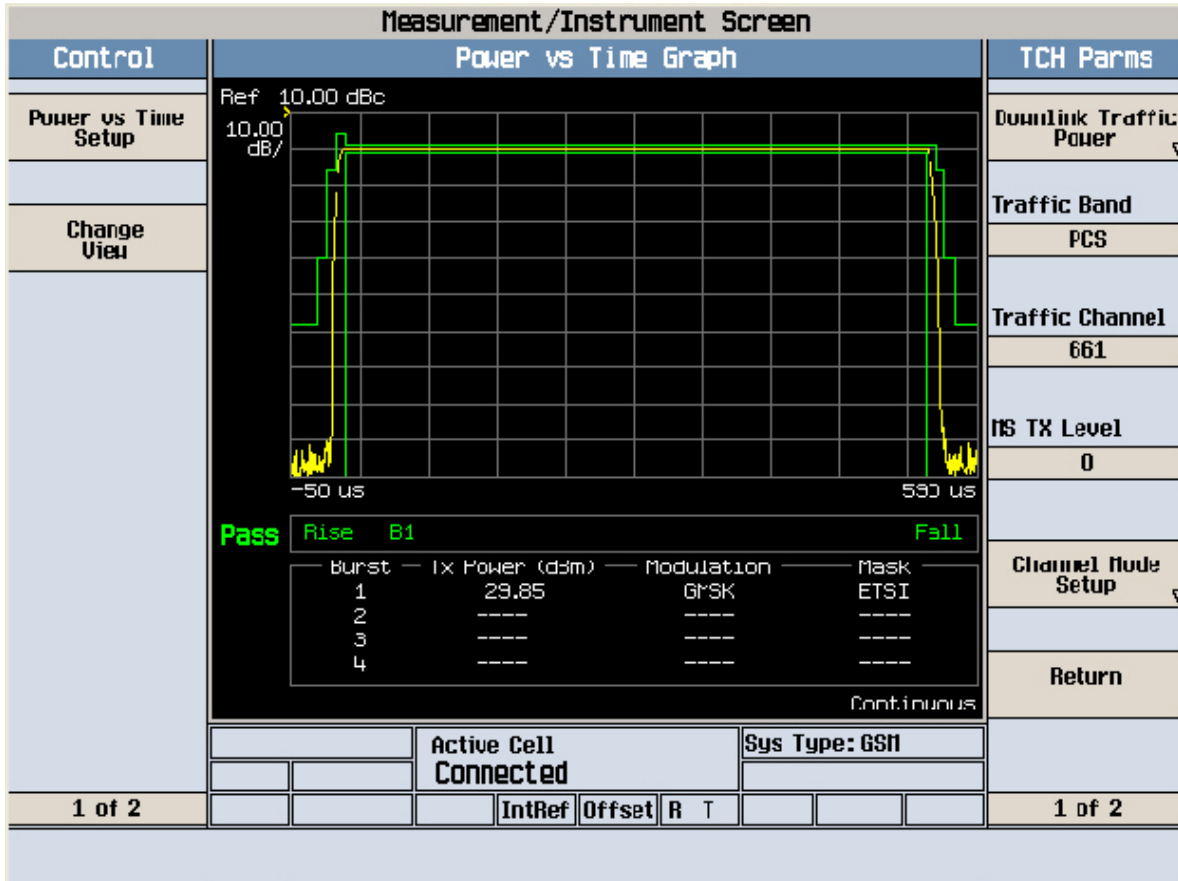 Measurement/Instrument Screen
Control
Power vs Time Graph
TCH Parms
Power vs Time
Setup
Change
View
1 of 2
Ref 10.00 dBc
10.00
dB/
-50 us
593 us
Pass
Rise B1 Fall
Burst Tx Power (dBm) Modulation Mask
1 29.85 GMSK ETSI
2 ---- ---- ----
3 ---- ---- ----
4 ---- ---- ----
Continuous
Active Cell
Connected
Sys Type: GSM
IntRef Offset R T
Downlink Traffic
Power
Traffic Band
PCS
Traffic Channel
661
MS TX Level
0
Channel Mode
Setup
Return
1 of 2